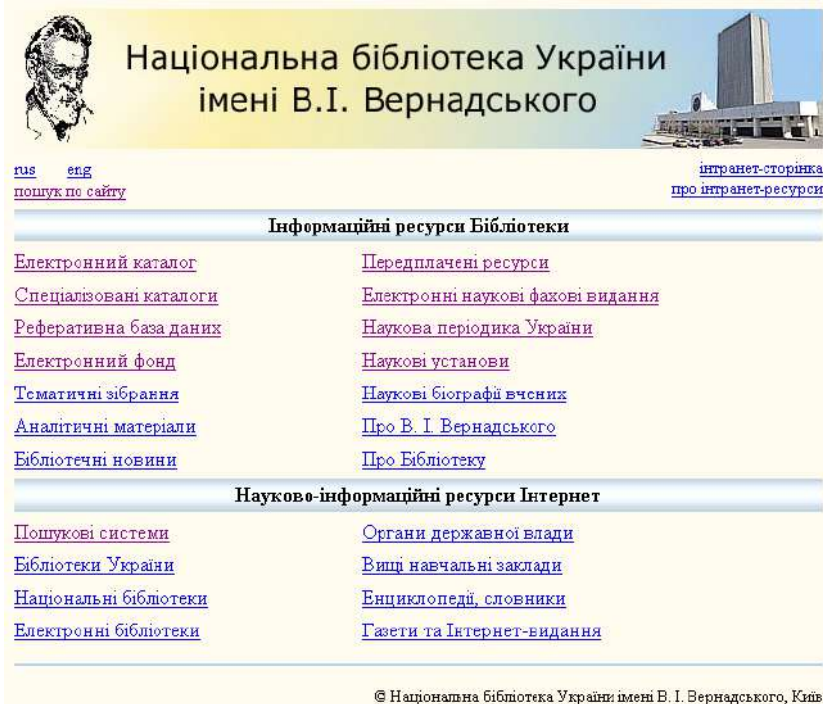 Національна бібліотека України
імені В.І. Вернадського
rus eng
інтранет-сторінка
пошук по сайту
про інтранет-ресурси
Інформаційні ресурси Бібліотеки
Електронний каталог
Передплачені ресурси
Спеціалізовані каталоги
Електронні наукові фахові видання
Реферативна база даних
Наукова періодика України
Електронний фонд
Наукові установи
Тематичні зібрання
Наукові біографії вчених
Аналітичні матеріали
Про В. І. Вернадського
Бібліотечні новини
Про Бібліотеку
Науково-інформаційні ресурси Інтернет
Пошукові системи
Органи державної влади
Бібліотеки України
Вищі навчальні заклади
Національні бібліотеки
Енциклопедії, словники
Електронні бібліотеки
Газети та Інтернет-видання
© Національна бібліотека України імені В. І. Вернадського, Київ